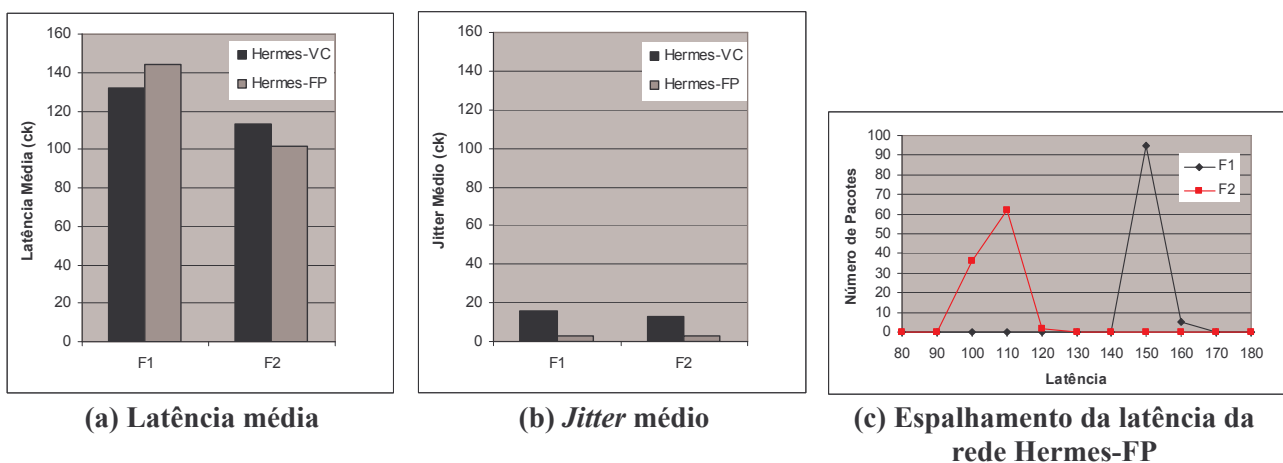 160
140
120
100
80
60
40
20
0
Latência Média (ck)
Hermes-VC
Hermes-FP
F1 F2
(a) Latência média
160
140
120
100
80
60
40
20
0
Jitter Médio (ck)
Hermes-VC
Hermes-FP
F1 F2
(b) Jitter médio
100
90
80
70
60
50
40
30
20
10
0
Número de Pacotes
F1
F2
80 90 100 110 120 130 140 150 160 170 180
Latência
(c) Espalhamento da latência da
rede Hermes-FP